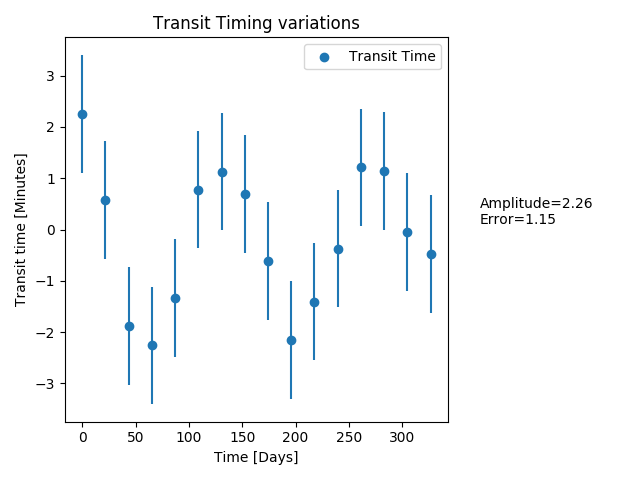 Transit Timing variations
Transit Time
Transit time [Minutes]
3
2
1
0
−1
−2
−3
Amplitude=2.26
Error=1.15
0 50 100 150 200 250 300
Time [Days]